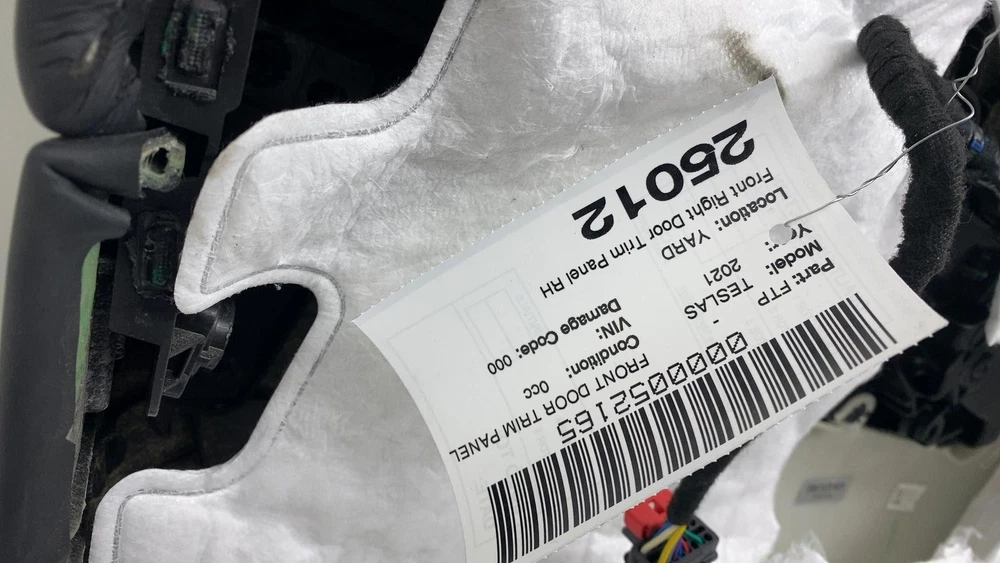 0000052165
Part: FTP - FRONT DOOR TRIM PANEL
Model: TESLAS Condition: occ
2021 VIN:
Location: YARD Damage Code: 000
Front Right Door Trim Panel RH
25012